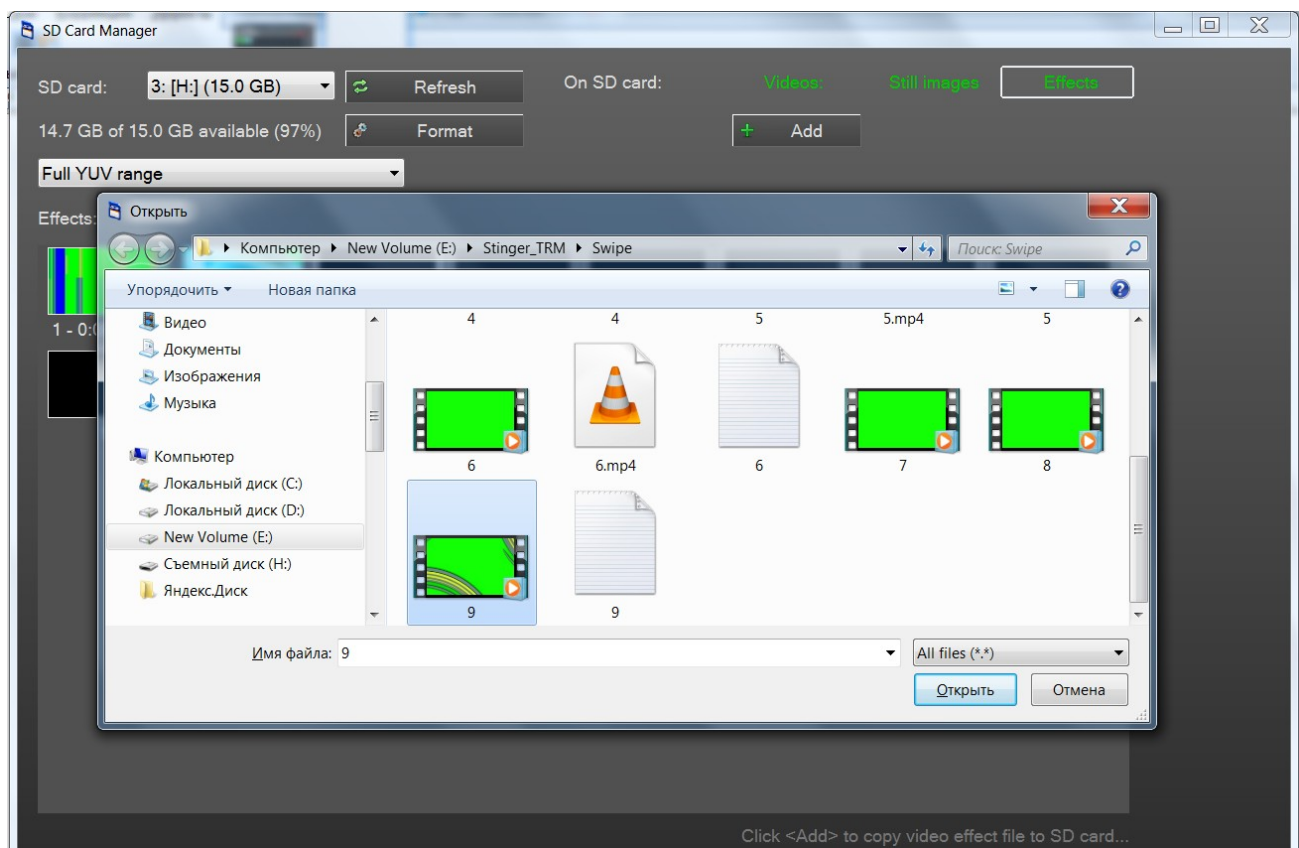 SD Card Manager
SD card: 3: [H:] (15.0 GB) Refresh On SD card: Videos: Still images Effects
14.7 GB of 15.0 GB available (97%) Format + Add
Full YUV range
Effects:
Открыть
Компьютер New Volume (E:) Stinger_TRM Swipe Поиск: Swipe
Упорядочить Новая папка
1 - 0:0
Видео
Документы
Изображения
Музыка
Компьютер
Локальный диск (C:)
Локальный диск (D:)
New Volume (E:)
Съемный диск (H:)
Яндекс.Диск
4 4 5 5.mp4 5
6 6.mp4 6 7 8
9 9
Имя файла: 9 All files (*.*)
Открыть Отмена
Click <Add> to copy video effect file to SD card...